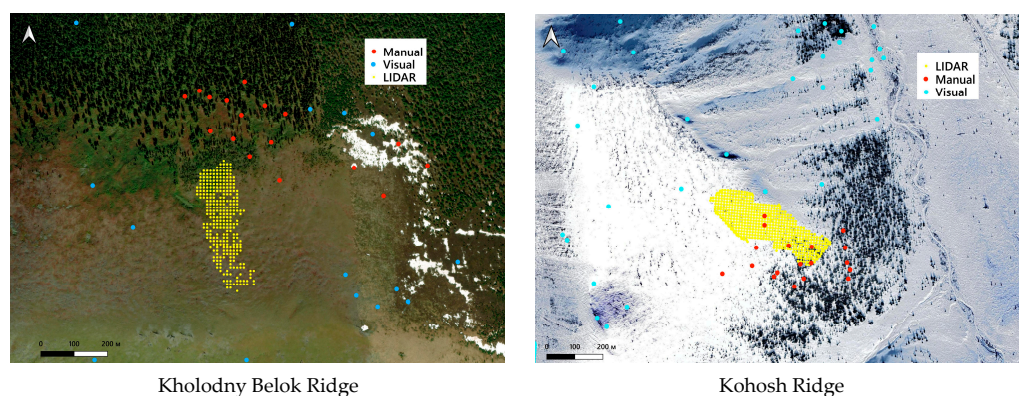 Manual
Visual
LIDAR
0 100 200 м
Kholodny Belok Ridge
LIDAR
Manual
Visual
0 100 200 м
Kohosh Ridge